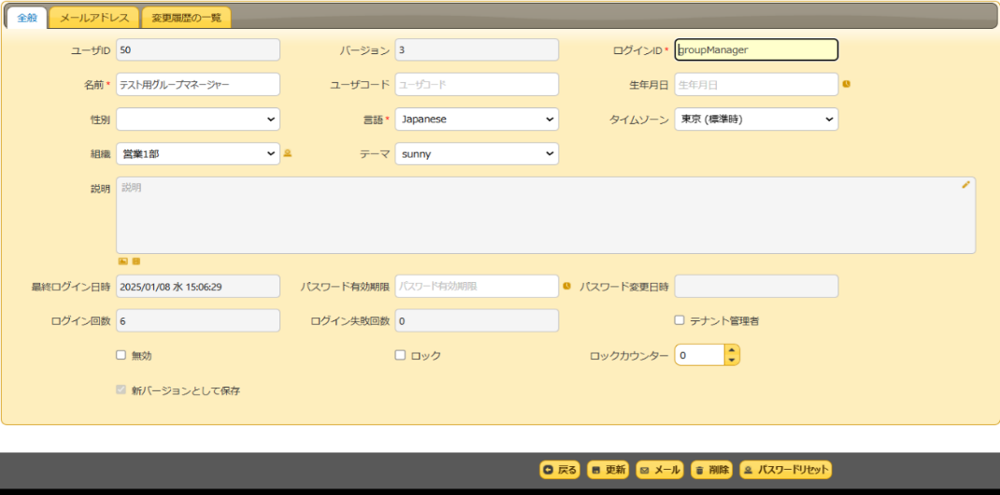 全般 メールアドレス 変更履歴の一覧
ユーザID 50 バージョン 3 ログインID* groupManager
名前* テスト用グループマネージャー ユーザコード ユーザコード 生年月日 生年月日
性別 言語* Japanese タイムゾーン 東京 (標準時)
組織 営業1部 テーマ sunny
説明 説明
最終ログイン日時 2025/01/08 水 15:06:29 パスワード有効期限 パスワード有効期限 パスワード変更日時
ログイン回数 6 ログイン失敗回数 0 テナント管理者
無効 ロック ロックカウンター 0
新バージョンとして保存
戻る 更新 メール 削除 パスワードリセット